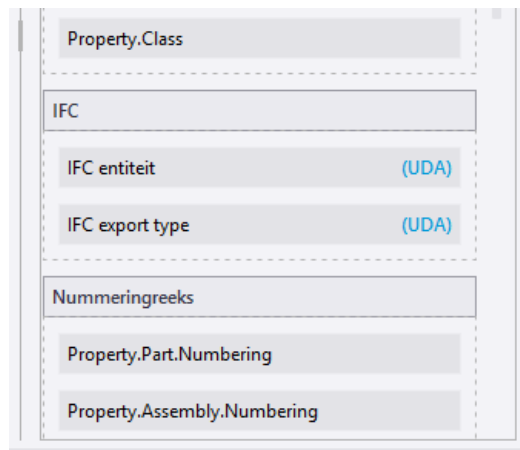 Property.Class
IFC
IFC entiteit (UDA)
IFC export type (UDA)
Nummeringreeks
Property.Part.Numbering
Property.Assembly.Numbering